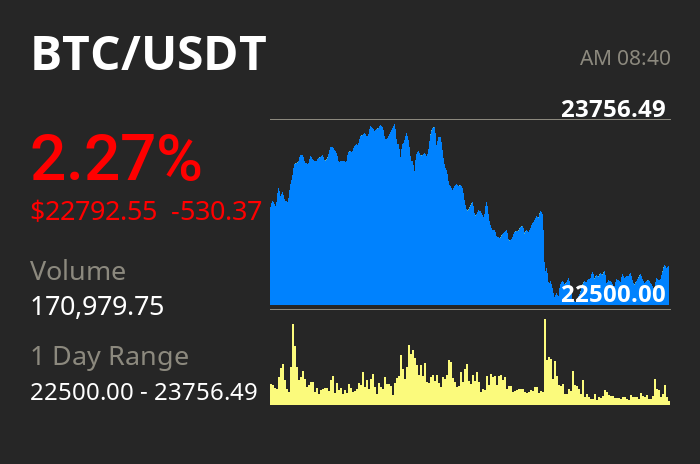 BTC/USDT
AM 08:40
23756.49
2.27%
$22792.55 -530.37
Volume
170,979.75
22500.00
1 Day Range
22500.00 - 23756.49